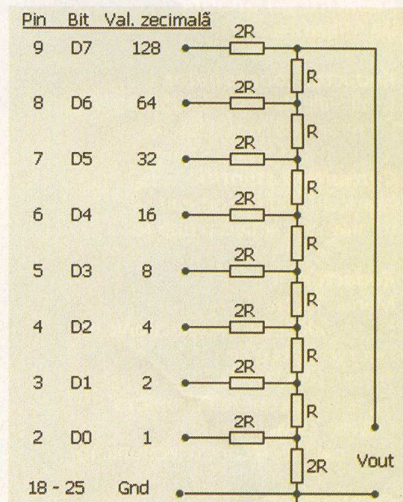 Pin Bit Val. zecimalã
9 D7 128 2R
R
8 D6 64 2R
R
7 D5 32 2R
R
6 D4 16 2R
R
5 D3 8 2R
R
4 D2 4 2R
R
3 D1 2 2R
R
2 D0 1 2R
2R Vout
18 - 25 Gnd